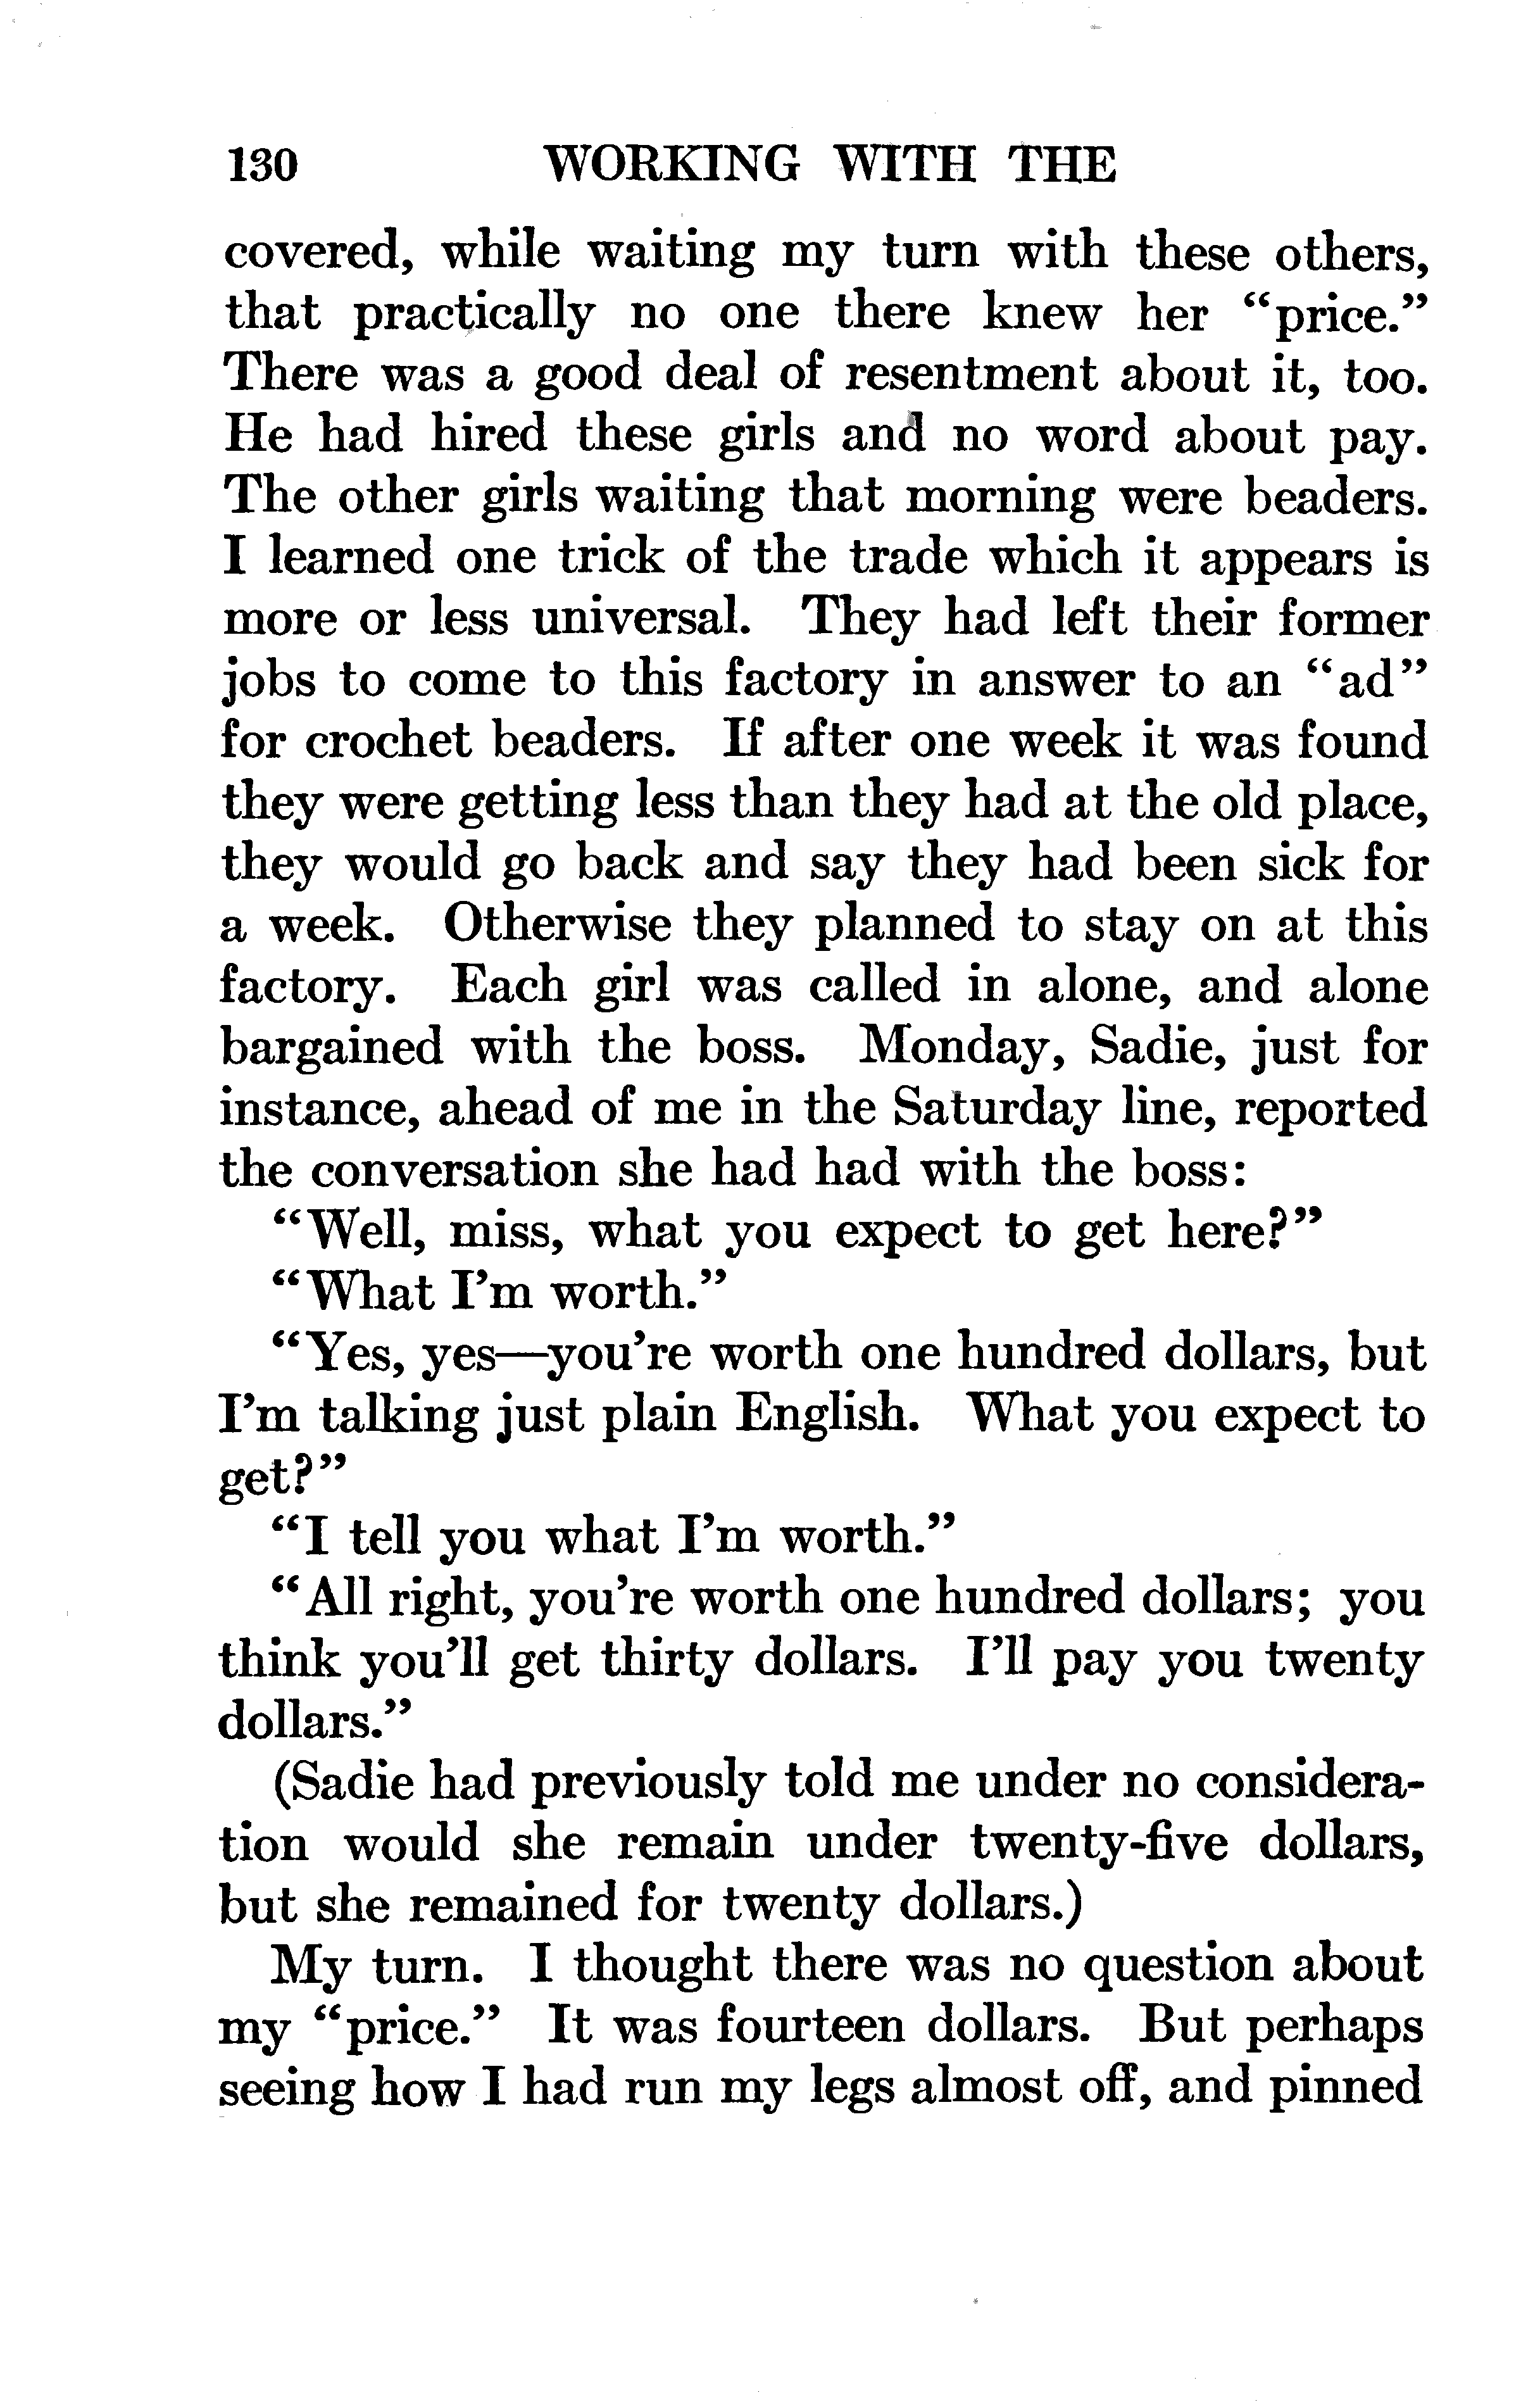 130 WORKING WITH THE
covered, while waiting my turn with these others,
that practically no one there knew her “price.”
There was a good deal of resentment about it, too.
He had hired these girls and no word about pay.
The other girls waiting that morning were beaders.
I learned one trick of the trade which it appears is
more or less universal. They had left their former
jobs to come to this factory in answer to an “ad”
for crochet beaders. If after one week it was found
they were getting less than they had at the old place,
they would go back and say they had been sick for
a week. Otherwise they planned to stay on at this
factory. Each girl was called in alone, and alone
bargained with the boss. Monday, Sadie, just for
instance, ahead of me in the Saturday line, reported
the conversation she had had with the boss:
“Well, miss, what you expect to get here?”
“What I’m worth.”
“Yes, yes—you’re worth one hundred dollars, but
I’m talking just plain English. What you expect to
get?”
“I tell you what I’m worth.”
“All right, you’re worth one hundred dollars; you
think you’ll get thirty dollars. I’ll pay you twenty
dollars.”
(Sadie had previously told me under no considera-
tion would she remain under twenty-five dollars,
but she remained for twenty dollars.)
My turn. I thought there was no question about
my “price.” It was fourteen dollars. But perhaps
seeing how I had run my legs almost off, and pinned